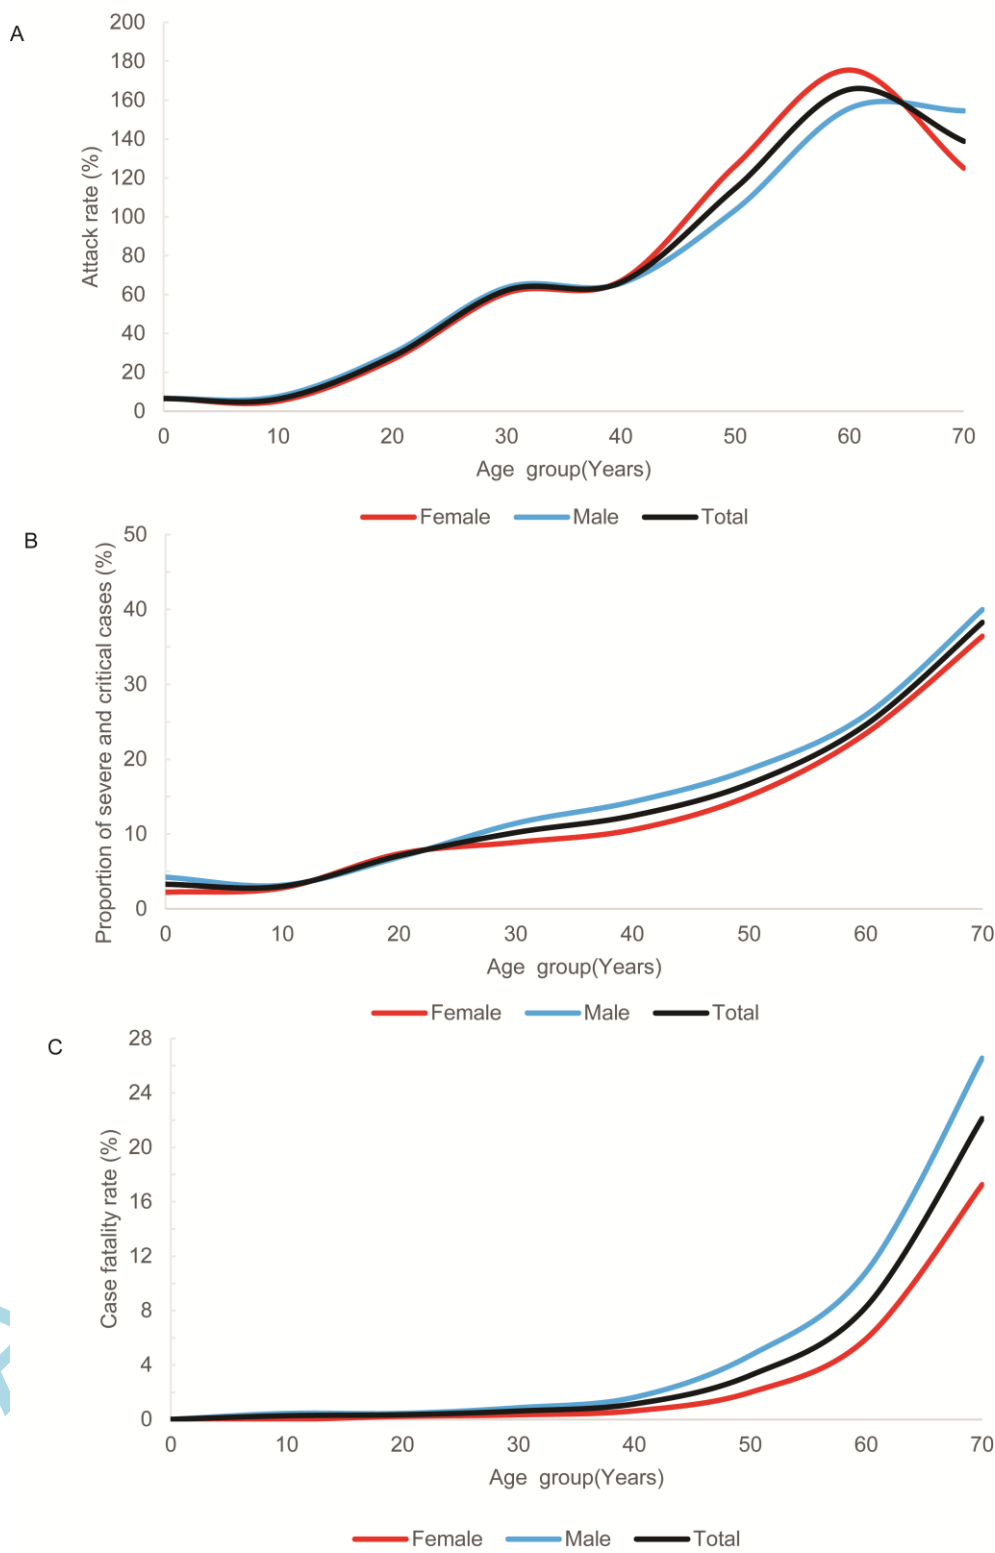 A
Attack rate (%)
200
180
160
140
120
100
80
60
40
20
0
0 10 20 30 40 50 60 70
Age group(Years)
Female Male Total
B
Proportion of severe and critical cases (%)
50
40
30
20
10
0
0 10 20 30 40 50 60 70
Age group(Years)
Female Male Total
C
Case fatality rate (%)
28
24
20
16
12
8
4
0
0 10 20 30 40 50 60 70
Age group(Years)
Female Male Total